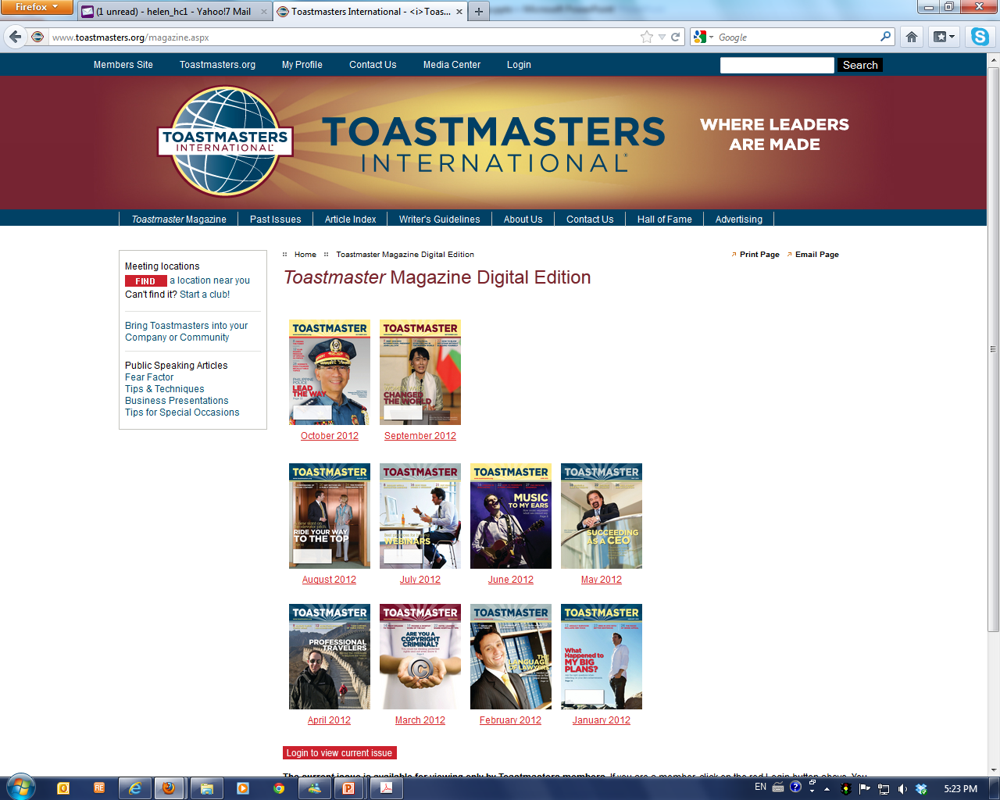 Firefox
(1 unread) - helen_hc1 - Yahoo!7 Mail
Toastmasters International - <i>Toas...
www.toastmasters.org/magazine.aspx
Google
Members Site
Toastmasters.org
My Profile
Contact Us
Media Center
Login
Search
TOASTMASTERS
INTERNATIONAL
TOASTMASTERS
INTERNATIONAL
WHERE LEADERS
ARE MADE
Toastmaster Magazine
Past Issues
Article Index
Writer's Guidelines
About Us
Contact Us
Hall of Fame
Advertising
Meeting locations
FIND a location near you
Can't find it? Start a club!
Bring Toastmasters into your
Company or Community
Public Speaking Articles
Fear Factor
Tips & Techniques
Business Presentations
Tips for Special Occasions
Home
Toastmaster Magazine Digital Edition
Print Page
Email Page
Toastmaster Magazine Digital Edition
TOASTMASTER
PHILIPPINE
POLICE
LEAD
THE WAY
October 2012
TOASTMASTER
WOMEN WHO
CHANGED
THE WORLD
September 2012
TOASTMASTER
RIDE YOUR WAY
TO THE TOP
August 2012
TOASTMASTER
WEBINARS
July 2012
TOASTMASTER
MUSIC
TO MY EARS
June 2012
TOASTMASTER
SUCCEEDING
AS A CEO
May 2012
TOASTMASTER
PROFESSIONAL
TRAVELERS
April 2012
TOASTMASTER
ARE YOU A
COPYRIGHT
CRIMINAL?
March 2012
TOASTMASTER
THE
LANGUAGE
OF LAWYERS
February 2012
TOASTMASTER
What
Happened to
MY BIG
PLANS?
January 2012
Login to view current issue
The current issue is available for viewing only by Toastmasters members. If you are a member, click on the red Login button above. You
EN
5:23 PM